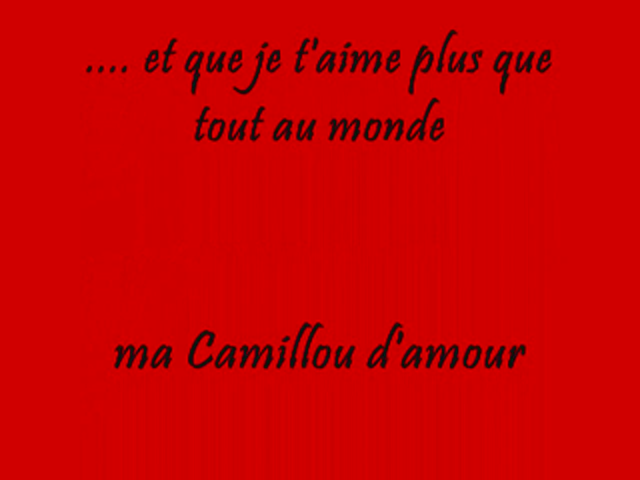 .... et que je t'aime plus que
tout au monde
ma Camillou d'amour